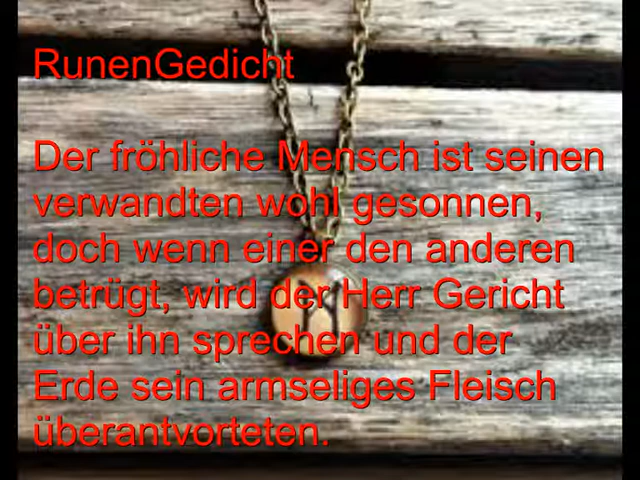 RunenGedicht
Der fröhliche Mensch ist seinen
verwandten wohl gesonnen,
doch wenn einer den anderen
betrügt, wird der Herr Gericht
über ihn sprechen und der
Erde sein armseliges Fleisch
überantvorteten.